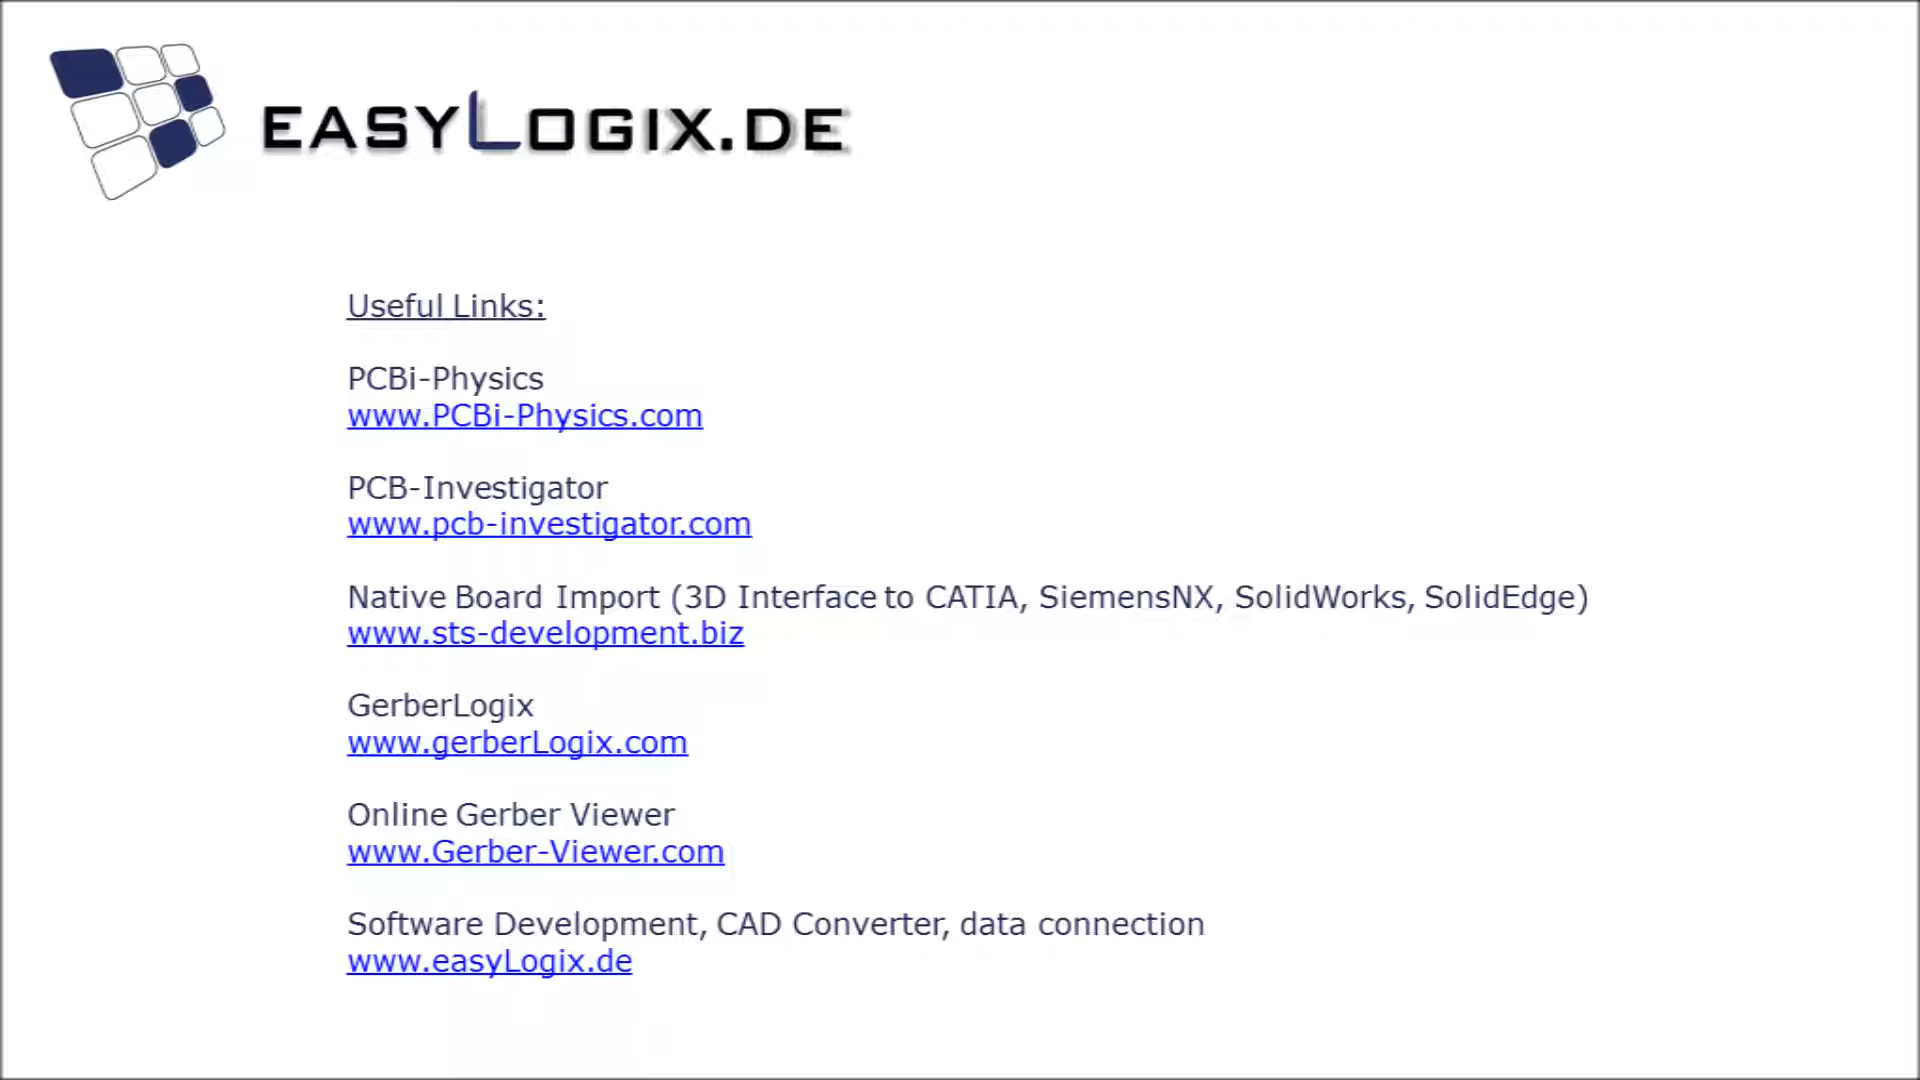 EASYLOGIX.DE
Useful Links:
PCBi-Physics
www.PCBi-Physics.com
PCB-Investigator
www.pcb-investigator.com
Native Board Import (3D Interface to CATIA, SiemensNX, SolidWorks, SolidEdge)
www.sts-development.biz
GerberLogix
www.gerberLogix.com
Online Gerber Viewer
www.Gerber-Viewer.com
Software Development, CAD Converter, data connection
www.easyLogix.de